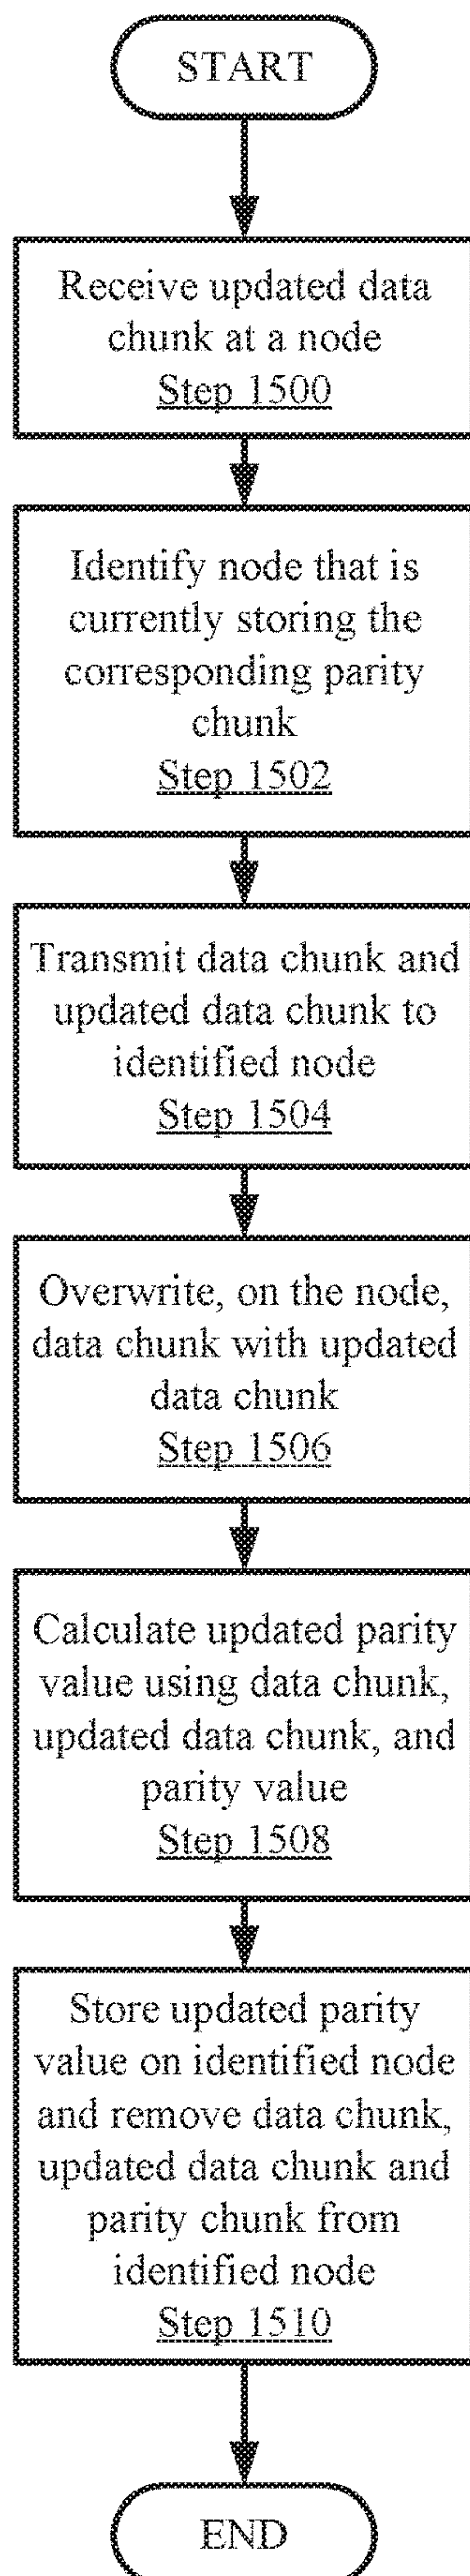 START
Receive updated data
chunk at a node
Step 1500
Identify node that is
currently storing the
corresponding parity
chunk
Step 1502
Transmit data chunk and
updated data chunk to
identified node
Step 1504
Overwrite, on the node,
data chunk with updated
data chunk
Step 1506
Calculate updated parity
value using data chunk,
updated data chunk, and
parity value
Step 1508
Store updated parity
value on identified node
and remove data chunk,
updated data chunk and
parity chunk from
identified node
Step 1510
END